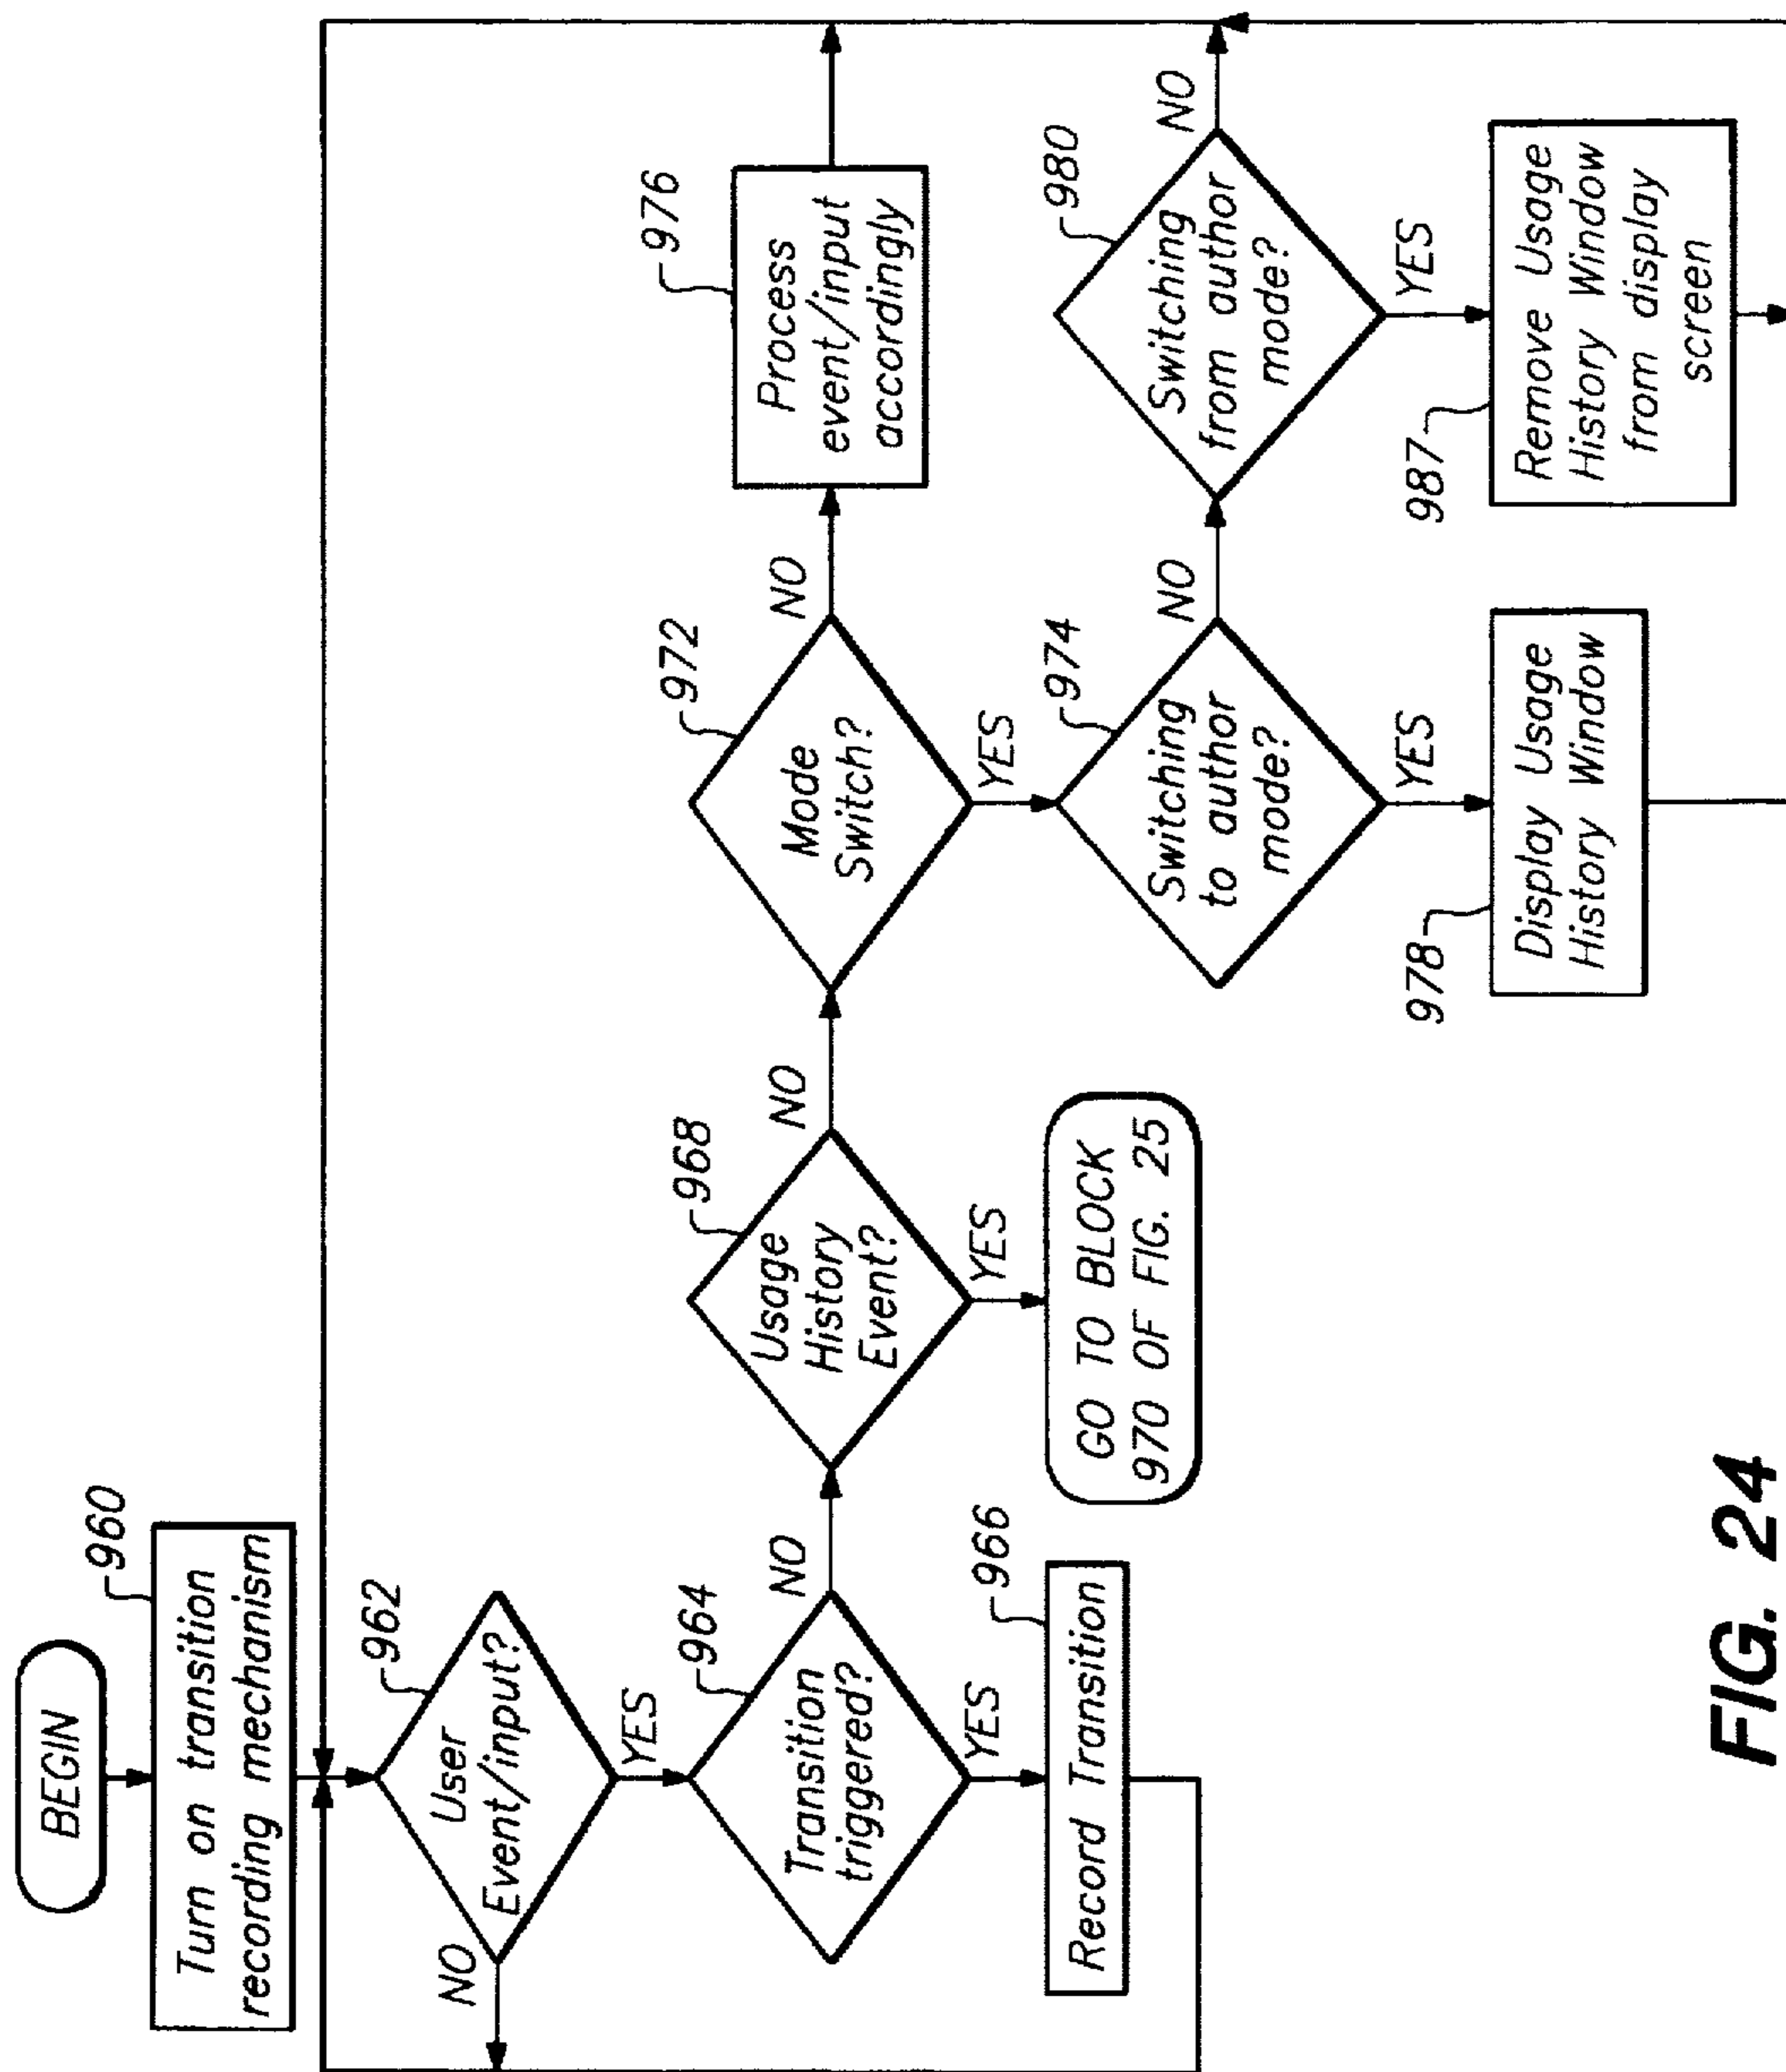 BEGIN
960
Turn on transition
recording mechanism
962
User
Event/input?
NO
YES
964
Transition
triggered?
NO
YES
966
Record Transition
968
Usage
History
Event?
NO
YES
GO TO BLOCK
970 OF FIG. 25
972
Mode
Switch?
NO
YES
976
Process
event/input
accordingly
974
Switching
to author
mode?
NO
YES
978
Display Usage
History Window
980
Switching
from author
mode?
NO
YES
987
Remove Usage
History Window
from display
screen
FIG. 24